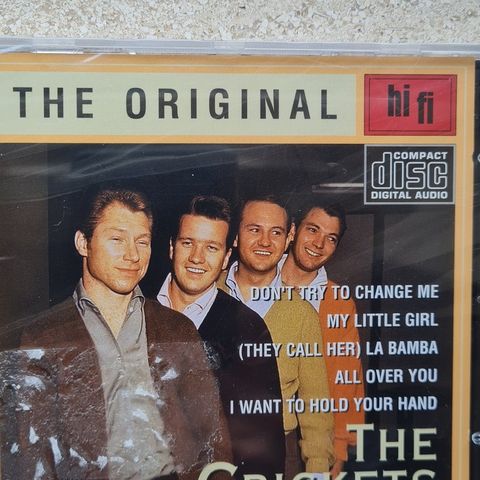 THE ORIGINAL
hi fi
COMPACT
disc
DIGITAL AUDIO
DON'T TRY TO CHANGE ME
MY LITTLE GIRL
(THEY CALL HER) LA BAMBA
ALL OVER YOU
I WANT TO HOLD YOUR HAND
THE
CRICKETS